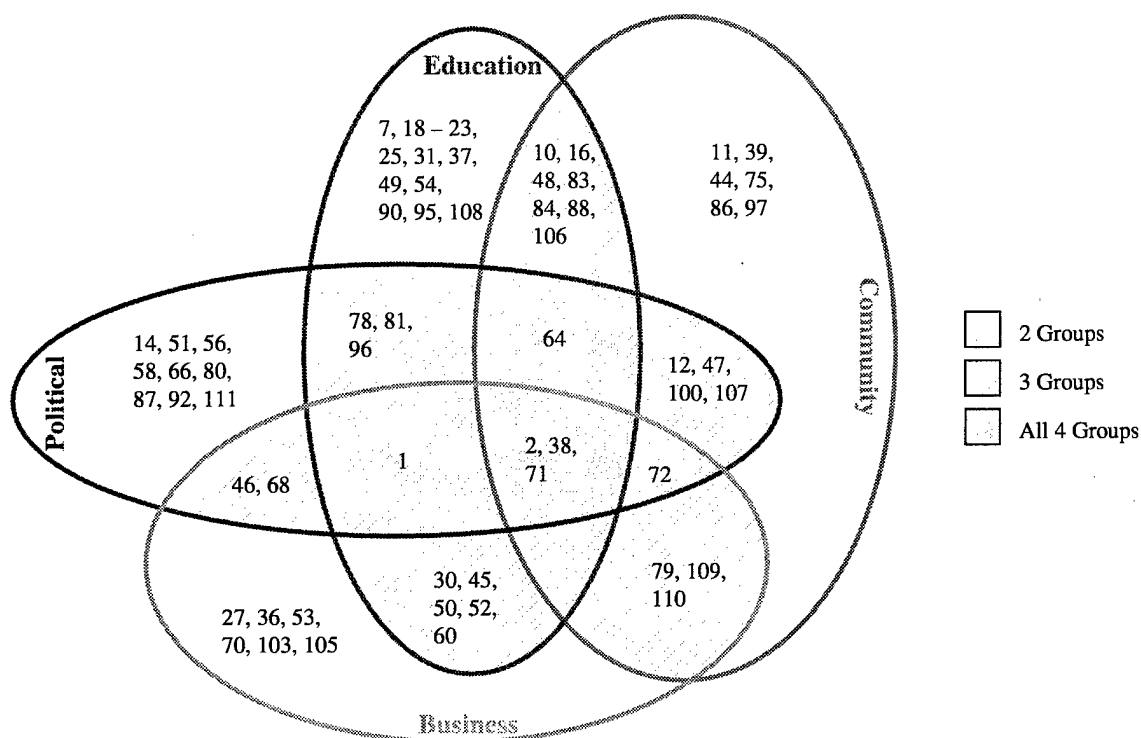 Education
7, 18 – 23,
25, 31, 37,
49, 54,
90, 95, 108
10, 16,
48, 83,
84, 88,
106
11, 39,
44, 75,
86, 97
Community
Political
14, 51, 56,
58, 66, 80,
87, 92, 111
78, 81,
96
64
12, 47,
100, 107
2 Groups
3 Groups
All 4 Groups
46, 68
1
2, 38,
71
72
27, 36, 53,
70, 103, 105
30, 45,
50, 52,
60
79, 109,
110
Business